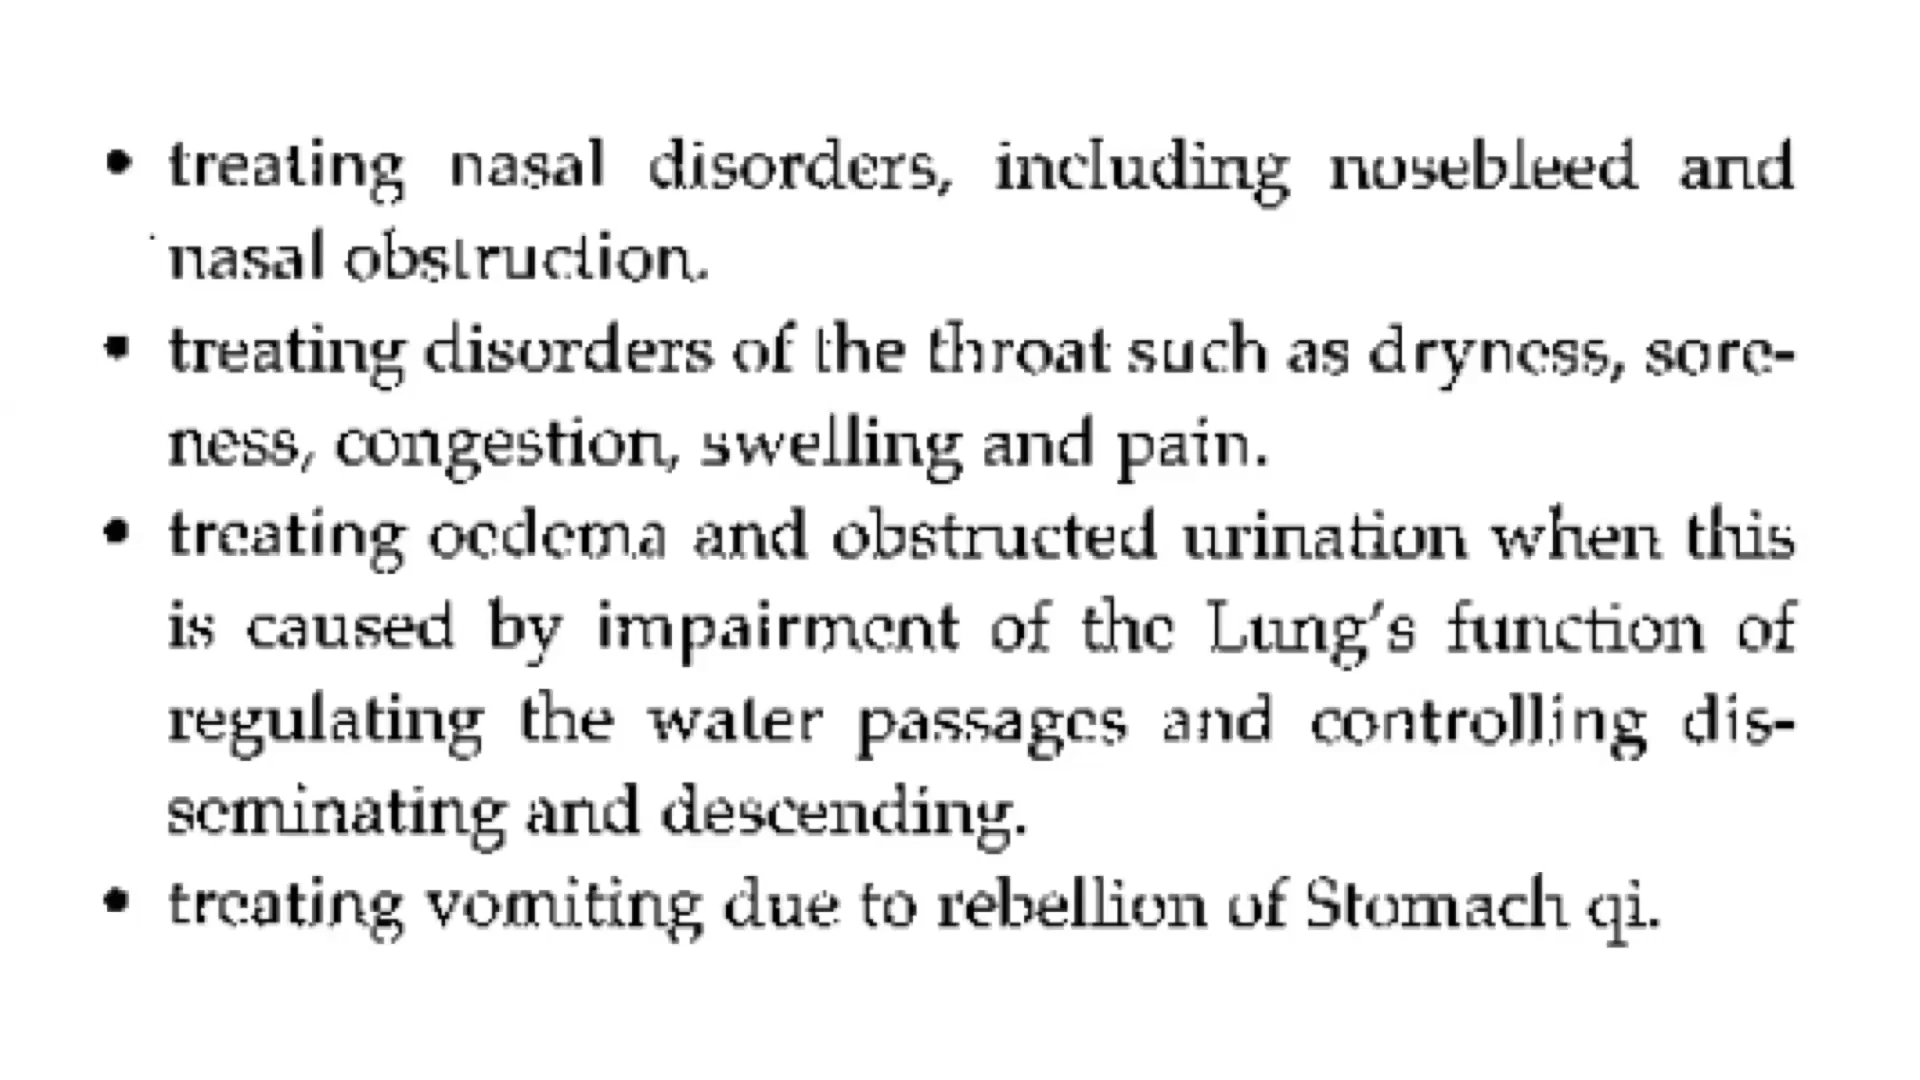 • treating nasal disorders, including nosebleed and
nasal obstruction.
• treating disorders of the throat such as dryness, sore-
ness, congestion, swelling and pain.
• treating oedema and obstructed urination when this
is caused by impairment of the Lung's function of
regulating the water passages and controlling dis-
seminating and descending.
• treating vomiting due to rebellion of Stomach qi.